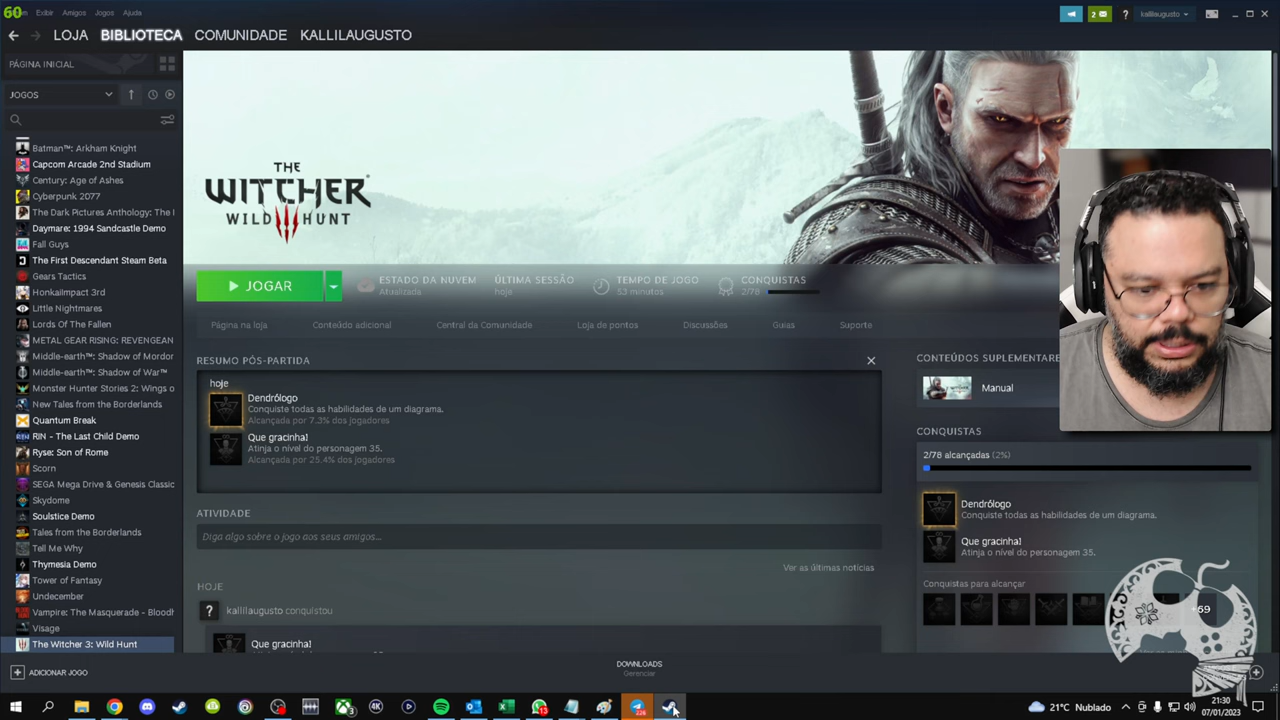 60
Exibir Amigos Jogos Ajuda
2
?
kallilaugusto
LOJA BIBLIOTECA COMUNIDADE KALLILAUGUSTO
PÁGINA INICIAL
JOGOS
Batman™: Arkham Knight
Capcom Arcade 2nd Stadium
Century: Age of Ashes
Cyberpunk 2077
The Dark Pictures Anthology: The
Daymare: 1994 Sandcastle Demo
Fall Guys
The First Descendant Steam Beta
Gears Tactics
HonkaiImpact 3rd
Little Nightmares
Lords Of The Fallen
METAL GEAR RISING: REVENGEAN
Middle-earth™: Shadow of Mordor
Middle-earth™: Shadow of War™
Monster Hunter Stories 2: Wings o
New Tales from the Borderlands
Quantum Break
RIN - The Last Child Demo
Ryse: Son of Rome
Scorn
SEGA Mega Drive & Genesis Classic
Skydome
Soulstice Demo
Tales from the Borderlands
Tell Me Why
Thymesia Demo
Tower of Fantasy
Undecember
Vampire: The Masquerade - Bloodh
Visage
The Witcher 3: Wild Hunt
ADICIONAR JOGO
THE
WITCHER
WILD HUNT
JOGAR
ESTADO DA NUVEM
Atualizada
ÚLTIMA SESSÃO
hoje
TEMPO DE JOGO
53 minutos
CONQUISTAS
2/78
Página na loja Conteúdo adicional Central da Comunidade Loja de pontos Discussões Guias Suporte
RESUMO PÓS-PARTIDA
hoje
Dendrólogo
Conquiste todas as habilidades de um diagrama.
Alcançada por 7.3% dos jogadores
Que gracinha!
Atinja o nível do personagem 35.
Alcançada por 25.4% dos jogadores
ATIVIDADE
Diga algo sobre o jogo aos seus amigos...
Ver as últimas notícias
HOJE
? kallilaugusto conquistou
Que gracinha!
CONTEÚDOS SUPLEMENTARE
Manual
CONQUISTAS
2/78 alcançadas (2%)
Dendrólogo
Conquiste todas as habilidades de um diagrama.
Que gracinha!
Atinja o nível do personagem 35.
Conquistas para alcançar
+69
DOWNLOADS
Gerenciar
21°C Nublado
21:30
07/01/2023